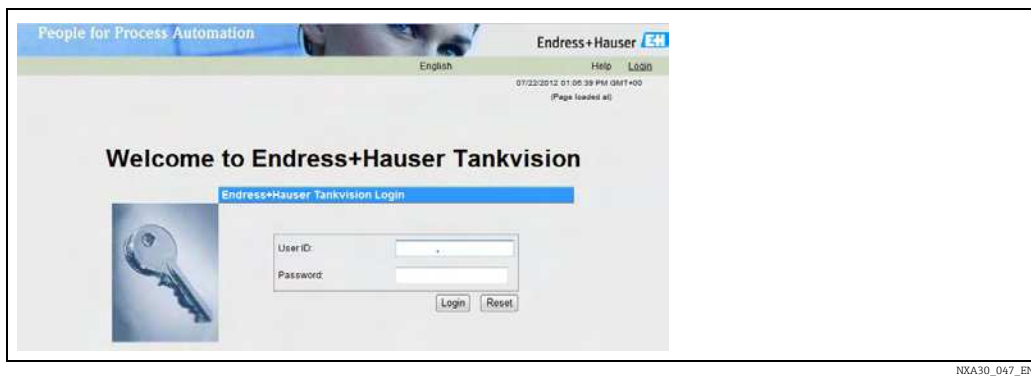 People for Process Automation
Endress+Hauser EH
English Help Login
07/22/2012 01:06:39 PM GMT+00
(Page loaded at)
Welcome to Endress+Hauser Tankvision
Endress+Hauser Tankvision Login
User ID:
Password:
Login Reset
NXA30_047_EN